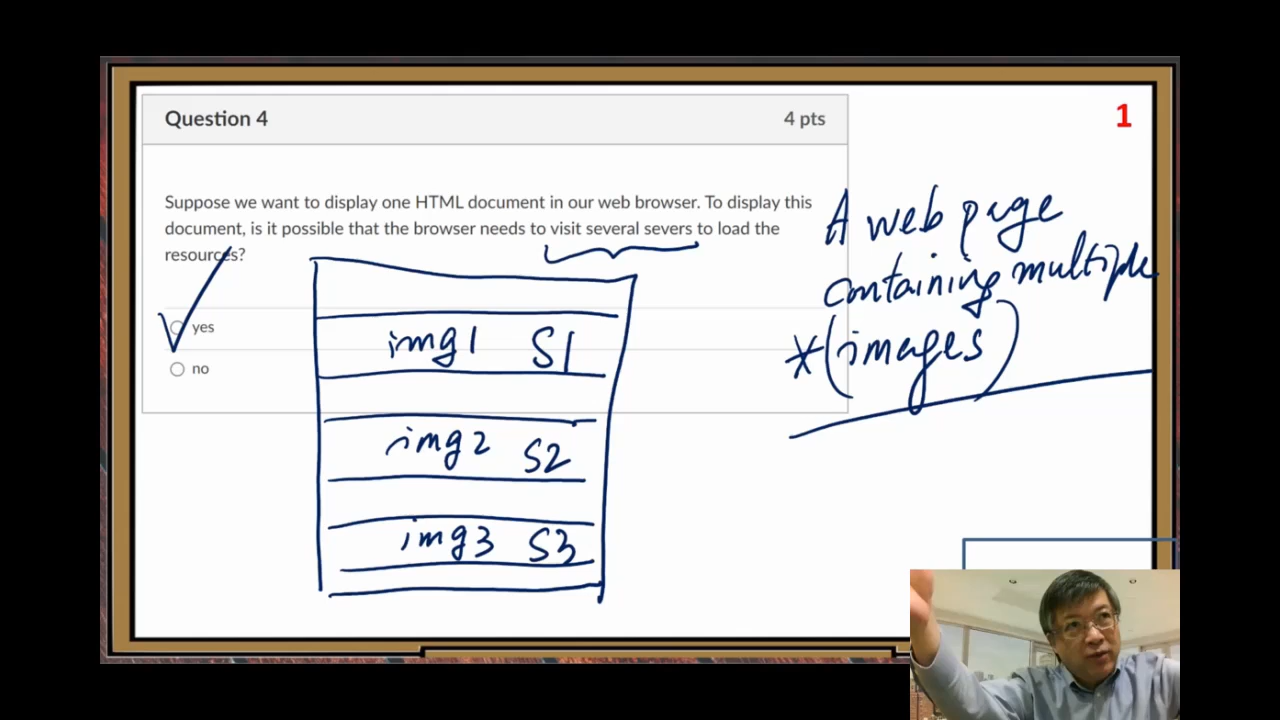 Question 4
4 pts
1
Suppose we want to display one HTML document in our web browser. To display this
document, is it possible that the browser needs to visit several severs to load the
resources?
yes
no
A web page
containing multiple
*(images)
img1 S1
img2 S2
img3 S3